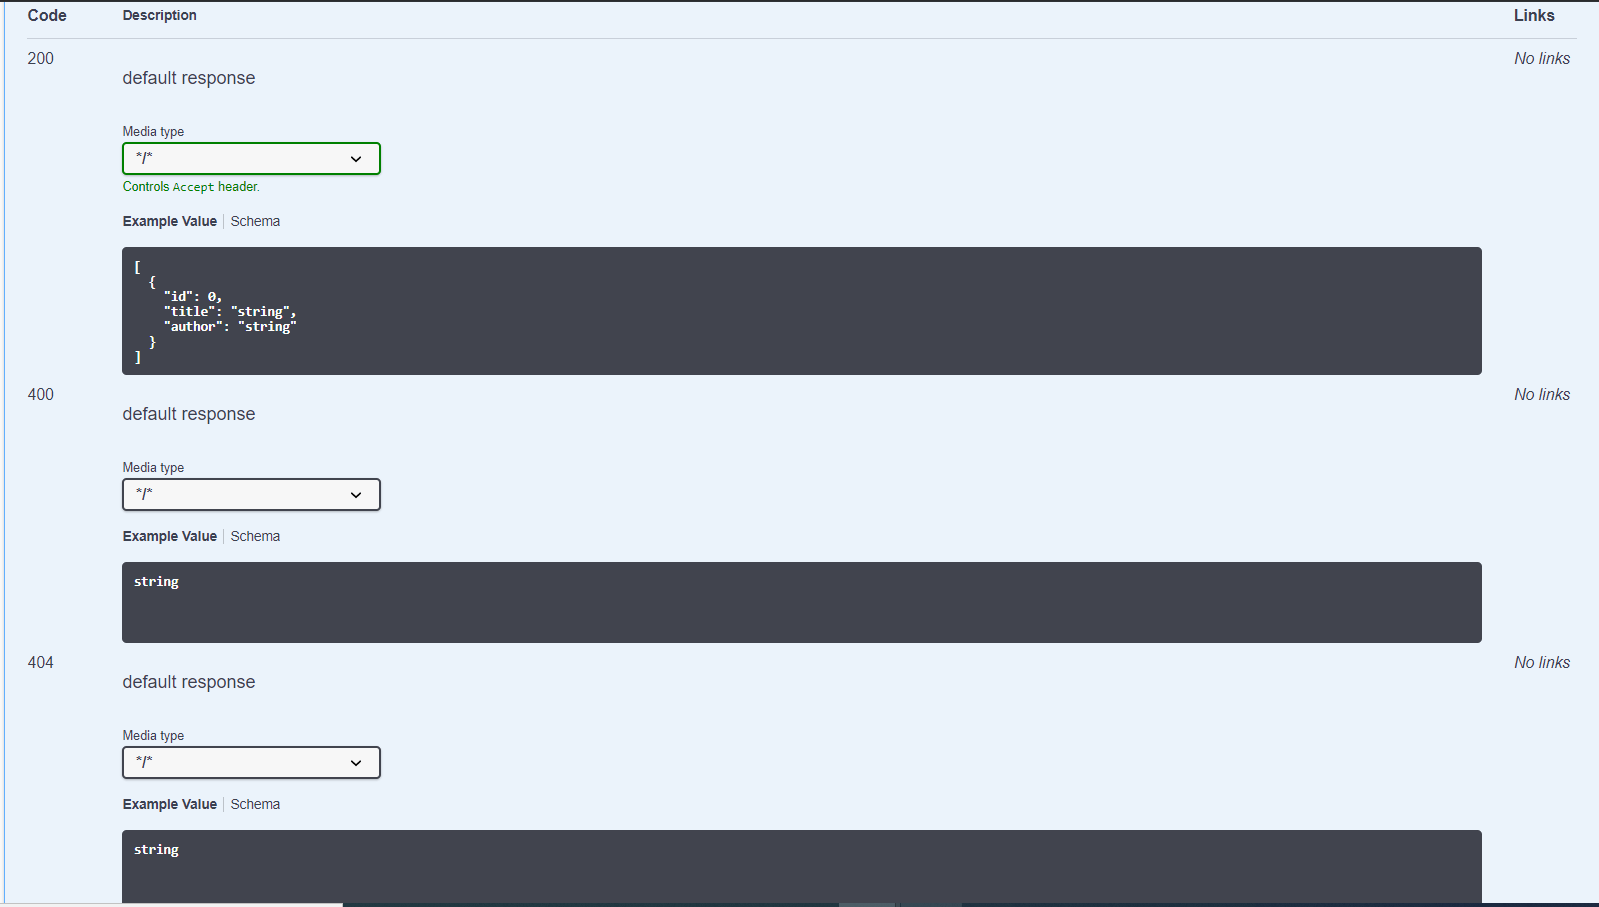 Code Description Links
200 No links
default response
Media type
*/*
Controls Accept header.
Example Value Schema
[
{
"id": 0,
"title": "string",
"author": "string"
}
]
400 No links
default response
Media type
*/*
Example Value Schema
string
404 No links
default response
Media type
*/*
Example Value Schema
string